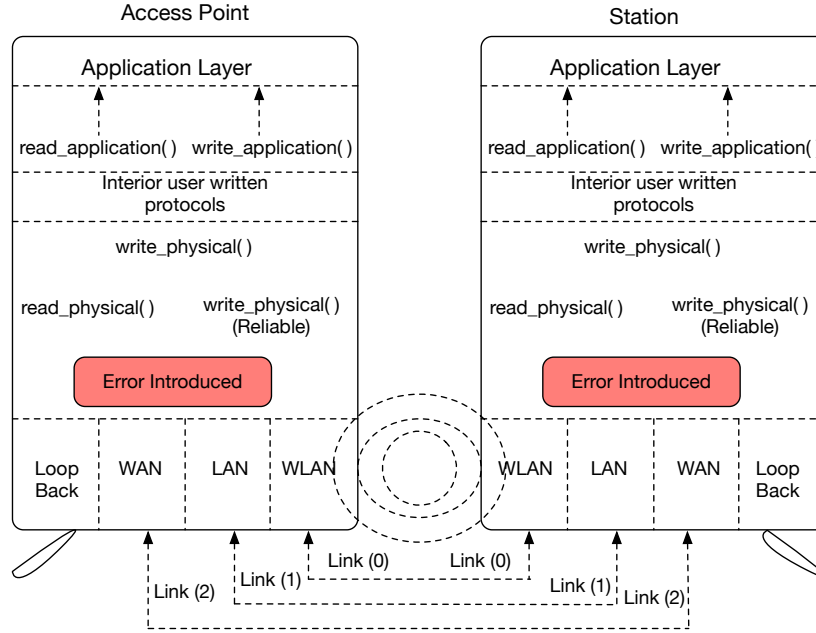 Access Point
Station
Application Layer
Application Layer
read_application( )
write_application( )
read_application( )
write_application( )
Interior user written
protocols
Interior user written
protocols
write_physical( )
write_physical( )
read_physical( )
write_physical( )
(Reliable)
read_physical( )
write_physical( )
(Reliable)
Error Introduced
Error Introduced
Loop
Back
WAN
LAN
WLAN
WLAN
LAN
WAN
Loop
Back
Link (0)
Link (0)
Link (2)
Link (1)
Link (1)
Link (2)